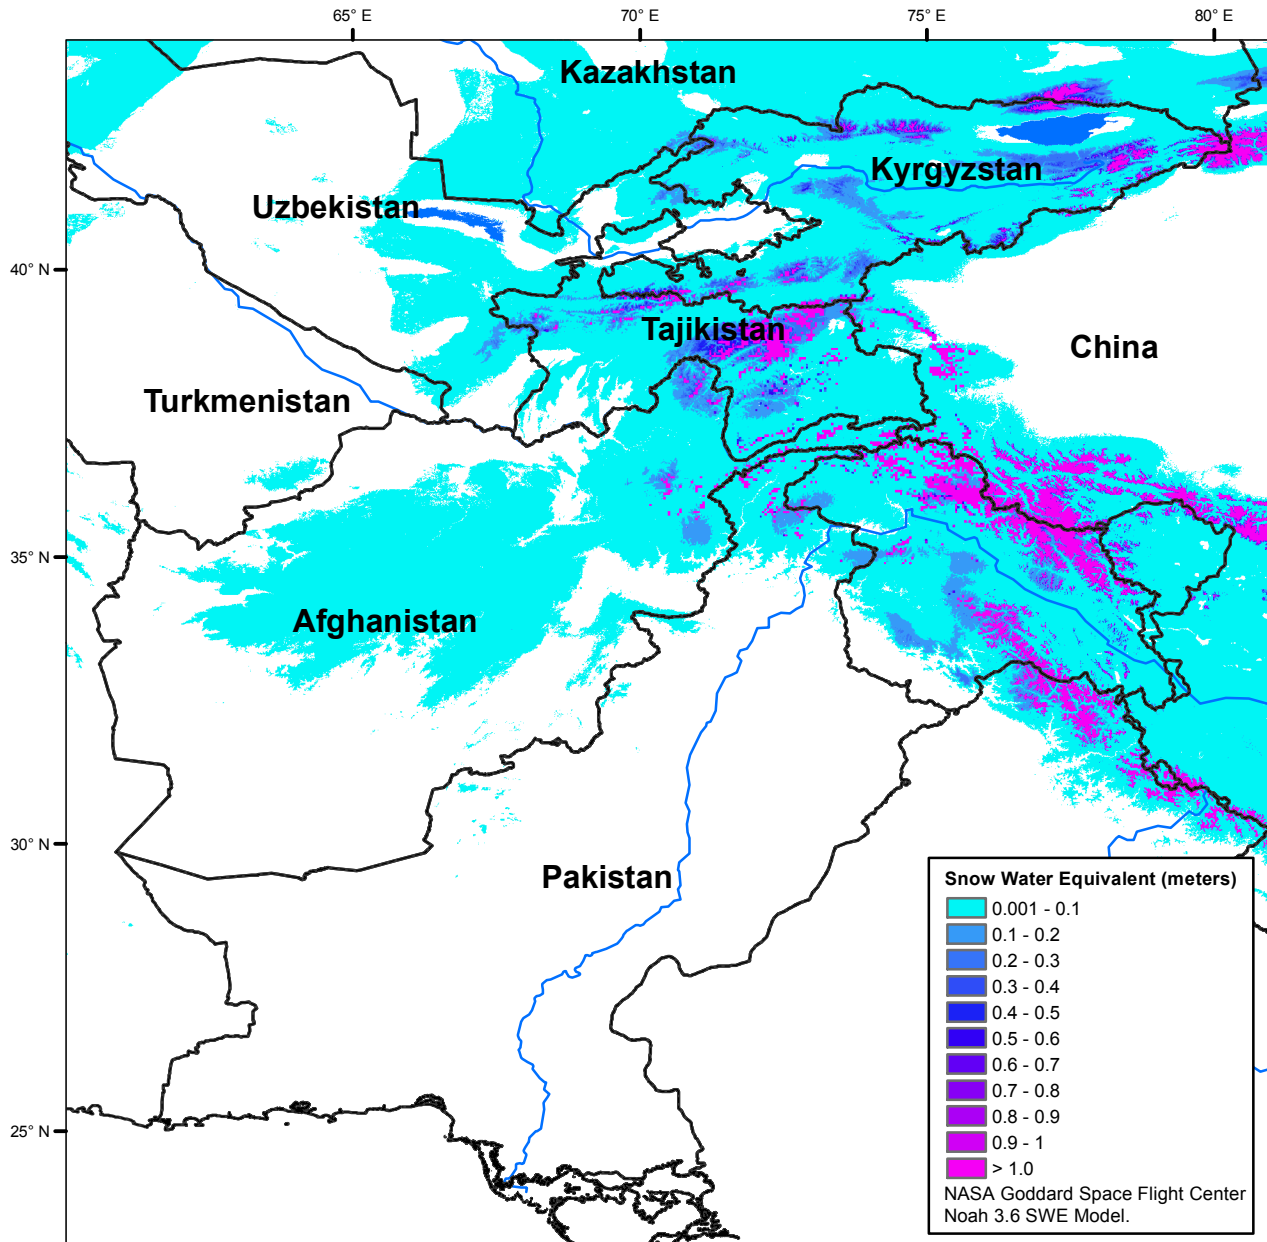 65° E
70° E
75° E
80° E
Kazakhstan
Kyrgyzstan
Uzbekistan
40° N
Tajikistan
China
Turkmenistan
35° N
Afghanistan
30° N
Pakistan
25° N
Snow Water Equivalent (meters)
0.001 - 0.1
0.1 - 0.2
0.2 - 0.3
0.3 - 0.4
0.4 - 0.5
0.5 - 0.6
0.6 - 0.7
0.7 - 0.8
0.8 - 0.9
0.9 - 1
> 1.0
NASA Goddard Space Flight Center
Noah 3.6 SWE Model.